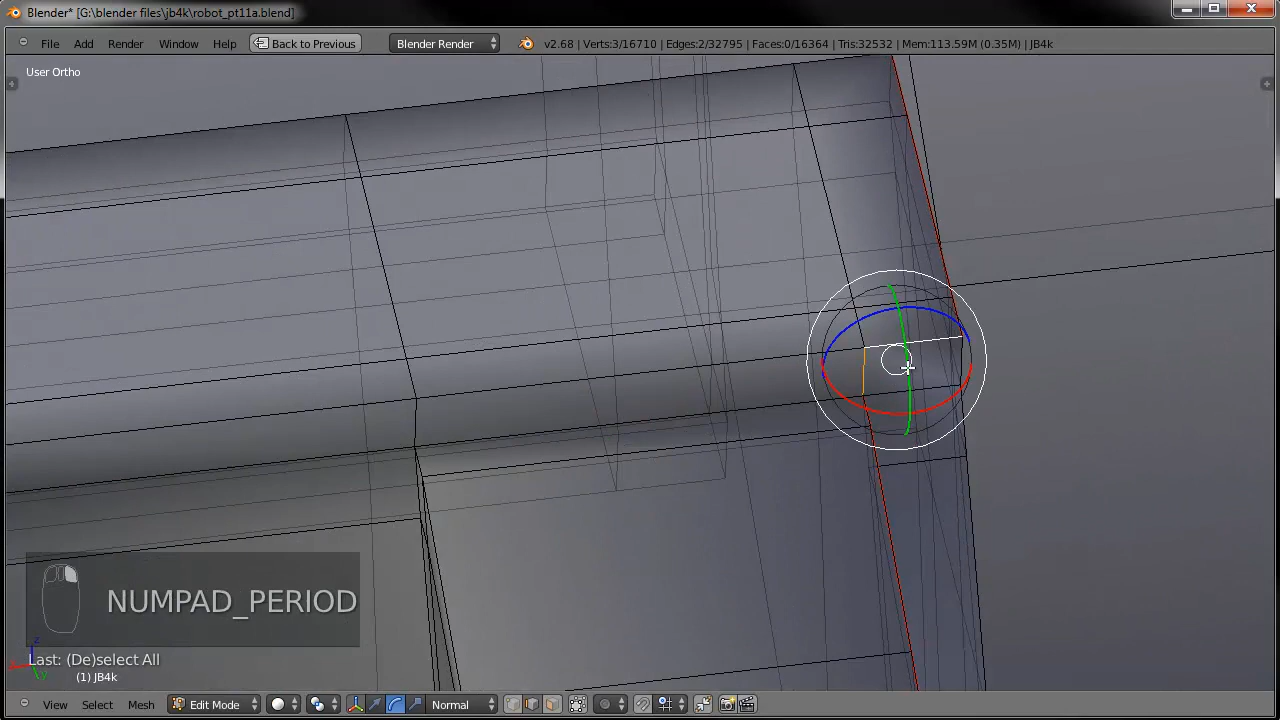 Blender* [G:\blender files\jb4k\robot_pt11a.blend]
File Add Render Window Help Back to Previous Blender Render v2.68 | Verts:3/16710 | Edges:2/32795 | Faces:0/16364 | Tris:32532 | Mem:113.59M (0.35M) | JB4k
User Ortho
NUMPAD_PERIOD
z
x
y
Last: (De)select All
(1) JB4k
View Select Mesh Edit Mode Normal